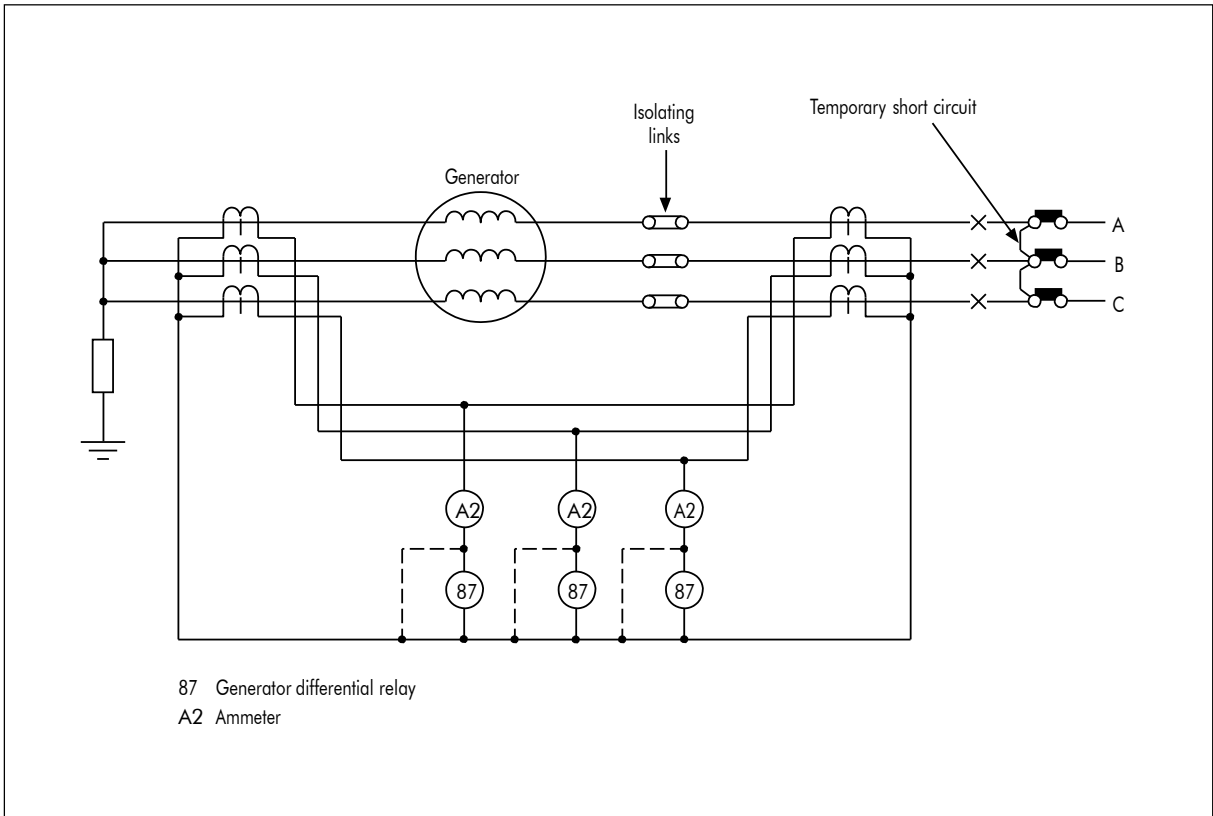 Isolating
links
Temporary short circuit
Generator
A
B
C
A2 A2 A2
87 87 87
87 Generator differential relay
A2 Ammeter